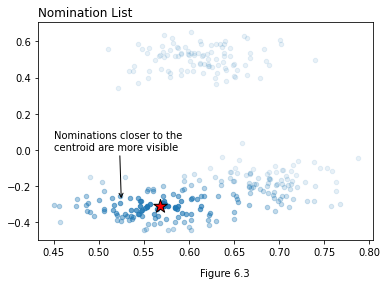 Nomination List
0.6
0.4
0.2
0.0
−0.2
−0.4
Nominations closer to the
centroid are more visible
0.45 0.50 0.55 0.60 0.65 0.70 0.75 0.80
Figure 6.3